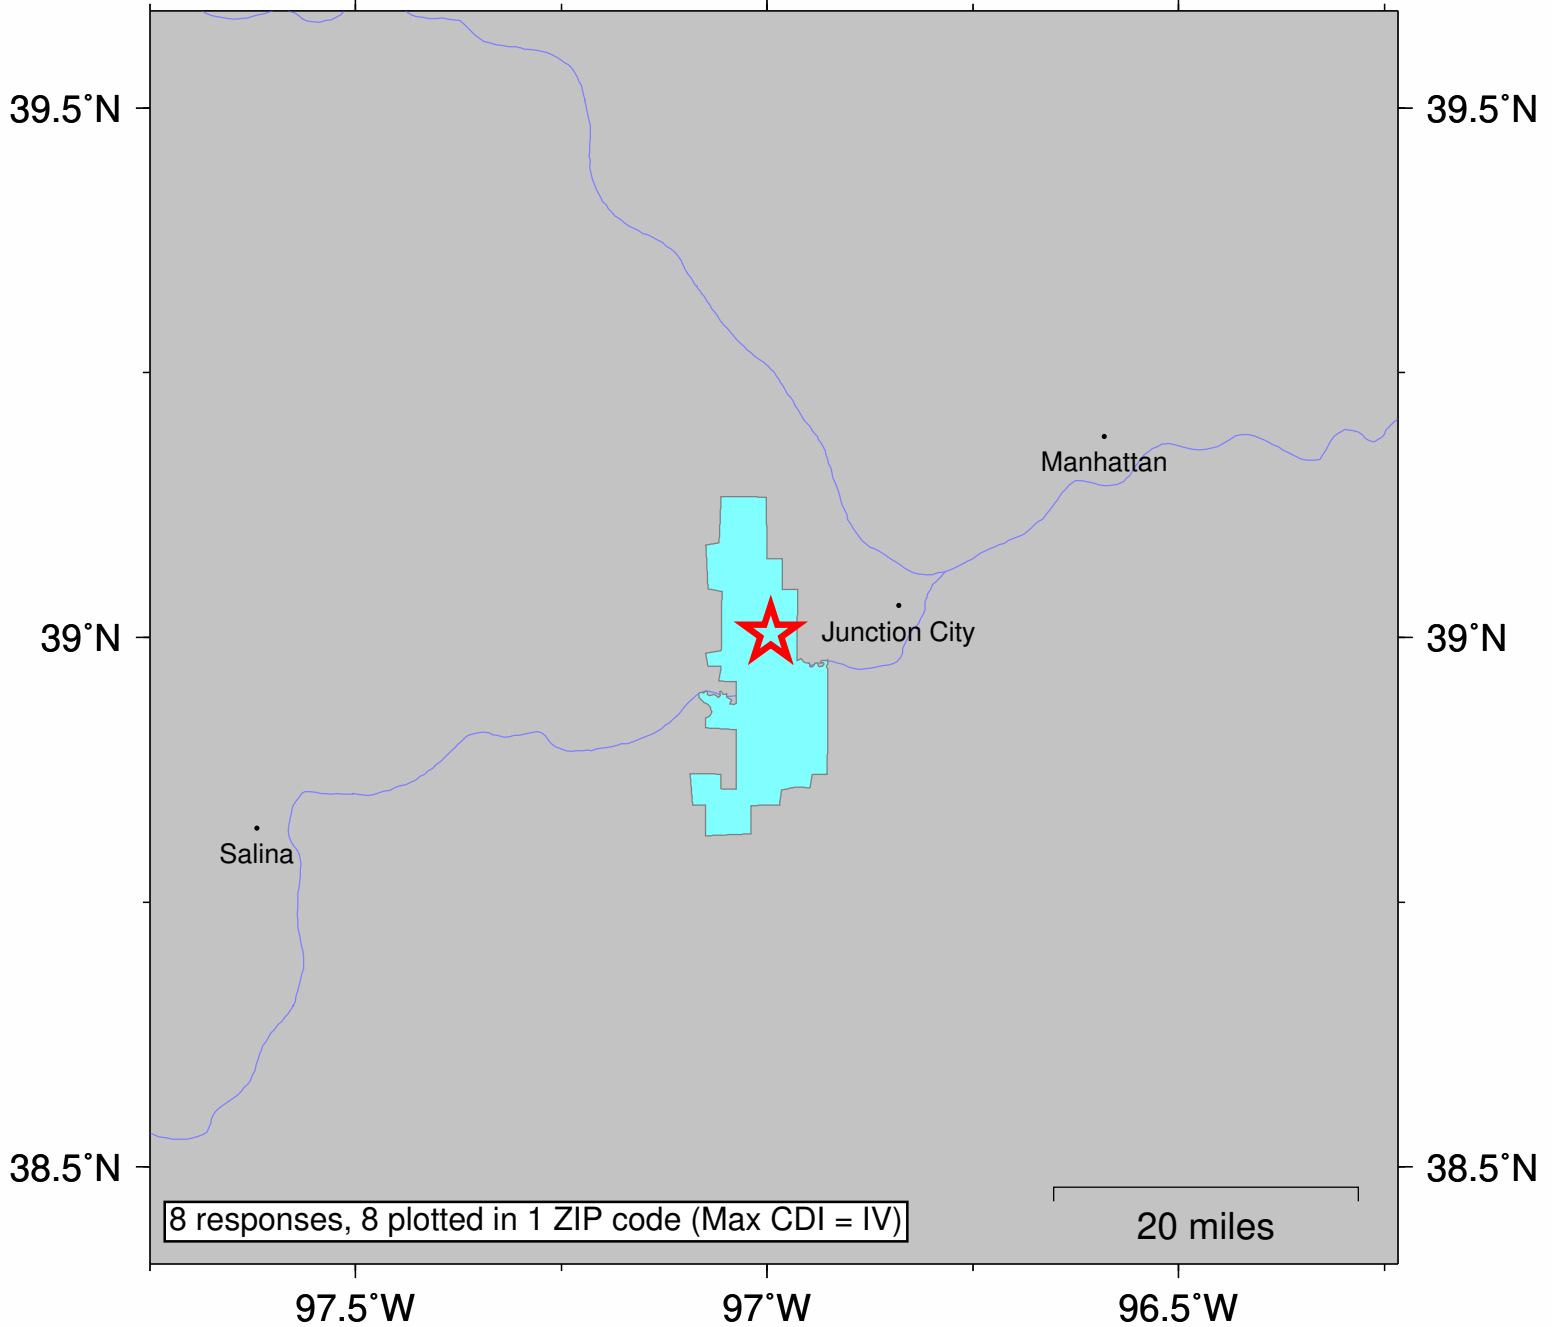 39.5°N 39.5°N
Manhattan
39°N Junction City 39°N
Salina
38.5°N 38.5°N
8 responses, 8 plotted in 1 ZIP code (Max CDI = IV)
20 miles
97.5°W 97°W 96.5°W